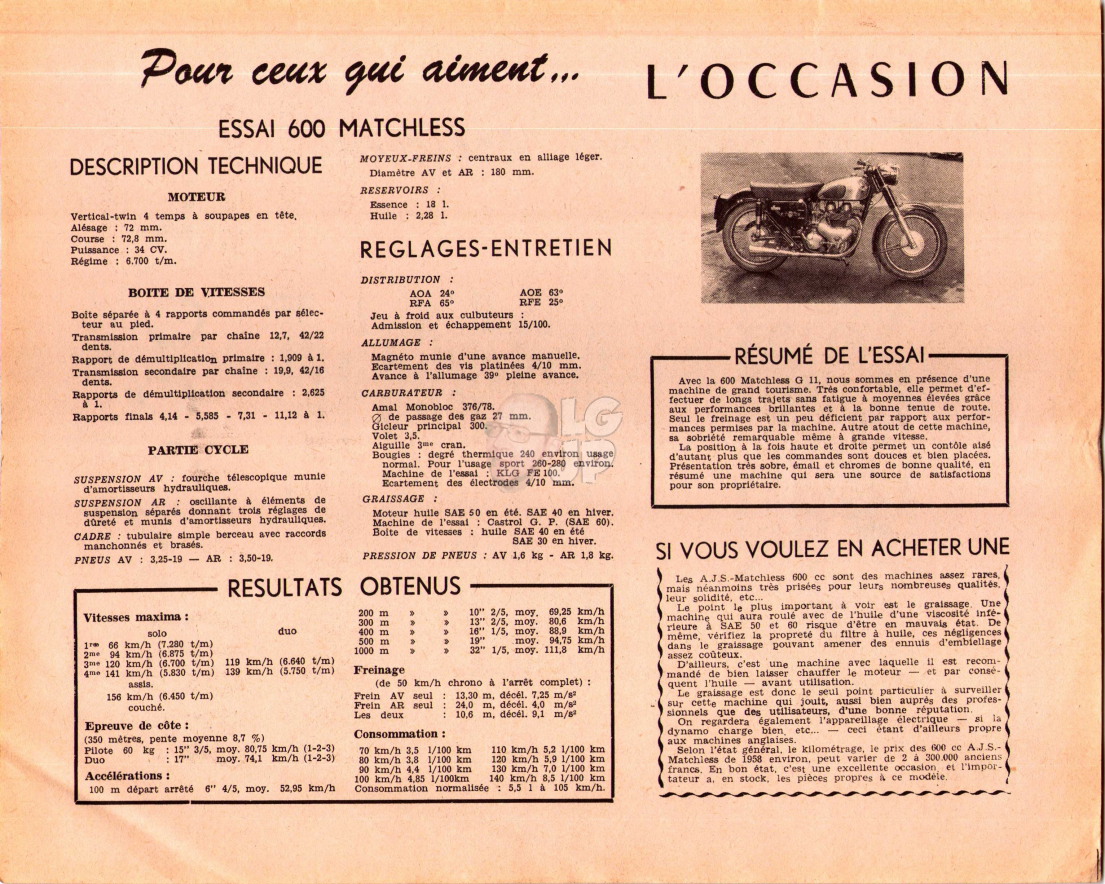 Pour ceux qui aiment...
L'OCCASION
ESSAI 600 MATCHLESS
DESCRIPTION TECHNIQUE
MOTEUR
Vertical-twin 4 temps à soupapes en tête.
Alésage : 72 mm.
Course : 72,8 mm.
Puissance : 34 CV.
Régime : 6.700 t/m.
BOITE DE VITESSES
Boîte séparée à 4 rapports commandés par sélec-
teur au pied.
Transmission primaire par chaîne 12,7, 42/22
dents.
Rapport de démultiplication primaire : 1,909 à 1.
Transmission secondaire par chaîne : 19,9, 42/16
dents.
Rapports de démultiplication secondaire : 2,625
à 1.
Rapports finals 4,14 - 5,585 - 7,31 - 11,12 à 1.
PARTIE CYCLE
SUSPENSION AV : fourche télescopique munie
d'amortisseurs hydrauliques.
SUSPENSION AR : oscillante à éléments de
suspension séparés donnant trois réglages de
dûreté et munis d'amortisseurs hydrauliques.
CADRE : tubulaire simple berceau avec raccords
manchonnés et brasés.
PNEUS AV : 3,25-19 — AR : 3,50-19.
MOYEUX-FREINS : centraux en alliage léger.
Diamètre AV et AR : 180 mm.
RESERVOIRS :
Essence : 18 l.
Huile : 2,28 l.
REGLAGES-ENTRETIEN
DISTRIBUTION :
AOA 24° AOE 63°
RFA 65° RFE 25°
Jeu à froid aux culbuteurs :
Admission et échappement 15/100.
ALLUMAGE :
Magnéto munie d'une avance manuelle.
Ecartement des vis platinées 4/10 mm.
Avance à l'allumage 39° pleine avance.
CARBURATEUR :
Amal Monobloc 376/78.
Ø de passage des gaz 27 mm.
Gicleur principal 300.
Volet 3,5.
Aiguille 3me cran.
Bougies : degré thermique 240 environ usage
normal. Pour l'usage sport 260-280 environ.
Machine de l'essai : KLG FE 100.
Ecartement des électrodes 4/10 mm.
GRAISSAGE :
Moteur huile SAE 50 en été. SAE 40 en hiver.
Machine de l'essai : Castrol G. P. (SAE 60).
Boîte de vitesses : huile SAE 40 en été
SAE 30 en hiver.
PRESSION DE PNEUS : AV 1,6 kg - AR 1,8 kg.
RÉSUMÉ DE L'ESSAI
Avec la 600 Matchless G 11, nous sommes en présence d'une
machine de grand tourisme. Très confortable, elle permet d'ef-
fectuer de longs trajets sans fatigue à moyennes élevées grâce
aux performances brillantes et à la bonne tenue de route.
Seul le freinage est un peu déficient par rapport aux perfor-
mances permises par la machine. Autre atout de cette machine,
sa sobriété remarquable même à grande vitesse.
La position à la fois haute et droite permet un contôle aisé
d'autant plus que les commandes sont douces et bien placées.
Présentation très sobre, émail et chromes de bonne qualité, en
résumé une machine qui sera une source de satisfactions
pour son propriétaire.
SI VOUS VOULEZ EN ACHETER UNE
Les A.J.S.-Matchless 600 cc sont des machines assez rares,
mais néanmoins très prisées pour leurs nombreuses qualités,
leur solidité, etc...
Le point le plus important à voir est le graissage. Une
machine qui aura roulé avec de l'huile d'une viscosité infé-
rieure à SAE 50 et 60 risque d'être en mauvais état. De
même, vérifiez la propreté du filtre à huile, ces négligences
dans le graissage pouvant amener des ennuis d'embiellage
assez coûteux.
D'ailleurs, c'est une machine avec laquelle il est recom-
mandé de bien laisser chauffer le moteur — et par consé-
quent l'huile — avant utilisation.
Le graissage est donc le seul point particulier à surveiller
sur cette machine qui jouit, aussi bien auprès des profes-
sionnels que des utilisateurs, d'une bonne réputation.
On regardera également l'appareillage électrique — si la
dynamo charge bien, etc... — ceci étant d'ailleurs propre
aux machines anglaises.
Selon l'état général, le kilométrage, le prix des 600 cc A.J.S.-
Matchless de 1958 environ, peut varier de 2 à 300.000 anciens
francs. En bon état, c'est une excellente occasion et l'impor-
tateur a, en stock, les pièces propres à ce modèle.
RESULTATS OBTENUS
Vitesses maxima :
solo duo
1re 66 km/h (7.280 t/m)
2me 94 km/h (6.875 t/m)
3me 120 km/h (6.700 t/m) 119 km/h (6.640 t/m)
4me 141 km/h (5.830 t/m) 139 km/h (5.750 t/m)
assis.
156 km/h (6.450 t/m)
couché.
Epreuve de côte :
(350 mètres, pente moyenne 8,7 %)
Pilote 60 kg : 15" 3/5, moy. 80,75 km/h (1-2-3)
Duo : 17" moy. 74,1 km/h (1-2-3)
Accélérations :
100 m départ arrêté 6" 4/5, moy. 52,95 km/h
200 m » » 10" 2/5, moy. 69,25 km/h
300 m » » 13" 2/5, moy. 80,6 km/h
400 m » » 16" 1/5, moy. 88,9 km/h
500 m » » 19" moy. 94,75 km/h
1000 m » » 32" 1/5, moy. 111,8 km/h
Freinage
(de 50 km/h chrono à l'arrêt complet) :
Frein AV seul : 13,30 m, décél. 7,25 m/s²
Frein AR seul : 24,0 m, décél. 4,0 m/s²
Les deux : 10,6 m, décél. 9,1 m/s²
Consommation :
70 km/h 3,5 l/100 km 110 km/h 5,2 l/100 km
80 km/h 3,8 l/100 km 120 km/h 5,9 l/100 km
90 km/h 4,4 l/100 km 130 km/h 7,0 l/100 km
100 km/h 4,85 l/100km 140 km/h 8,5 l/100 km
Consommation normalisée : 5,5 l à 105 km/h.
LG
UP